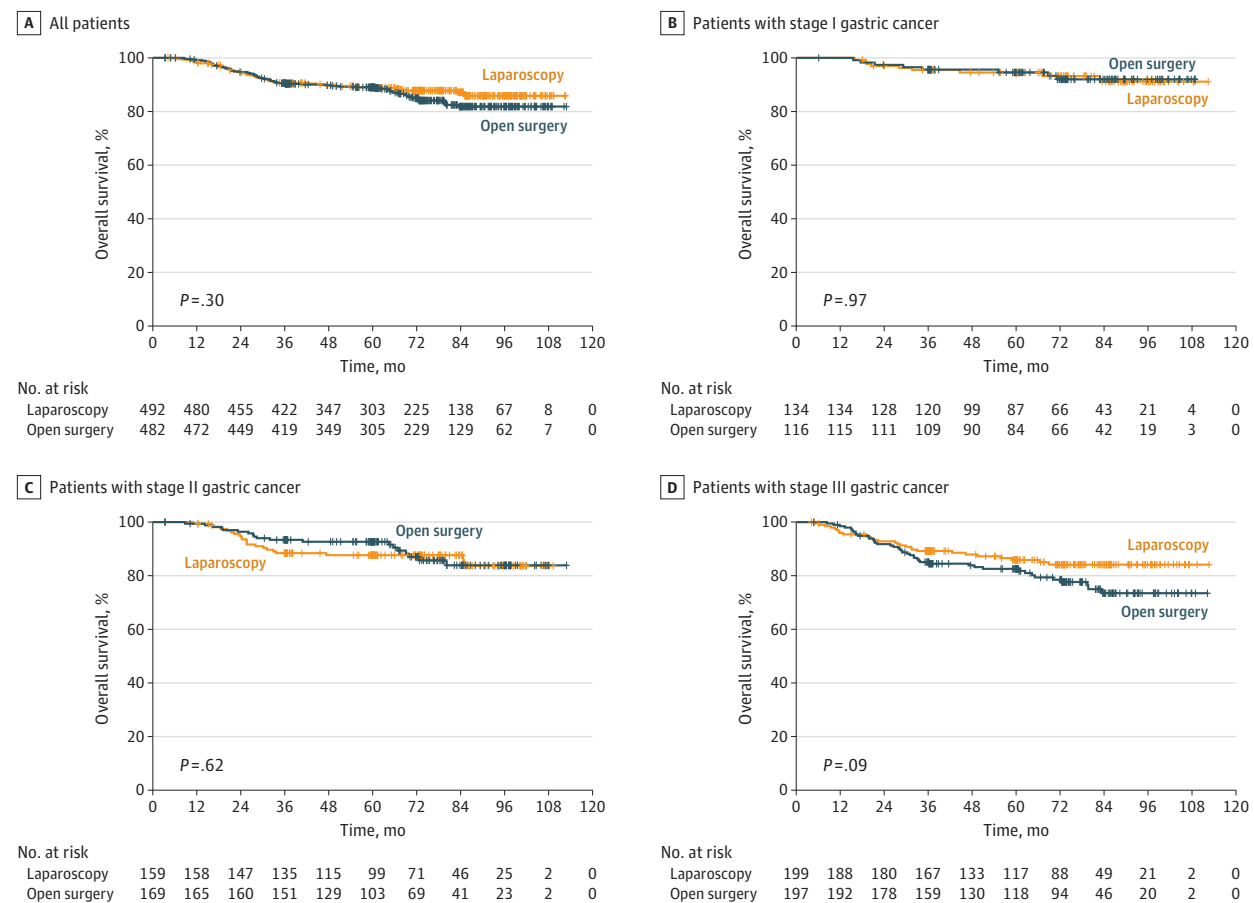 A All patients
100
80
60
40
20
0
Overall survival, %
Laparoscopy
Open surgery
P=.30
0 12 24 36 48 60 72 84 96 108 120
Time, mo
No. at risk
Laparoscopy 492 480 455 422 347 303 225 138 67 8 0
Open surgery 482 472 449 419 349 305 229 129 62 7 0
B Patients with stage I gastric cancer
100
80
60
40
20
0
Overall survival, %
Open surgery
Laparoscopy
P=.97
0 12 24 36 48 60 72 84 96 108 120
Time, mo
No. at risk
Laparoscopy 134 134 128 120 99 87 66 43 21 4 0
Open surgery 116 115 111 109 90 84 66 42 19 3 0
C Patients with stage II gastric cancer
100
80
60
40
20
0
Overall survival, %
Open surgery
Laparoscopy
P=.62
0 12 24 36 48 60 72 84 96 108 120
Time, mo
No. at risk
Laparoscopy 159 158 147 135 115 99 71 46 25 2 0
Open surgery 169 165 160 151 129 103 69 41 23 2 0
D Patients with stage III gastric cancer
100
80
60
40
20
0
Overall survival, %
Laparoscopy
Open surgery
P=.09
0 12 24 36 48 60 72 84 96 108 120
Time, mo
No. at risk
Laparoscopy 199 188 180 167 133 117 88 49 21 2 0
Open surgery 197 192 178 159 130 118 94 46 20 2 0